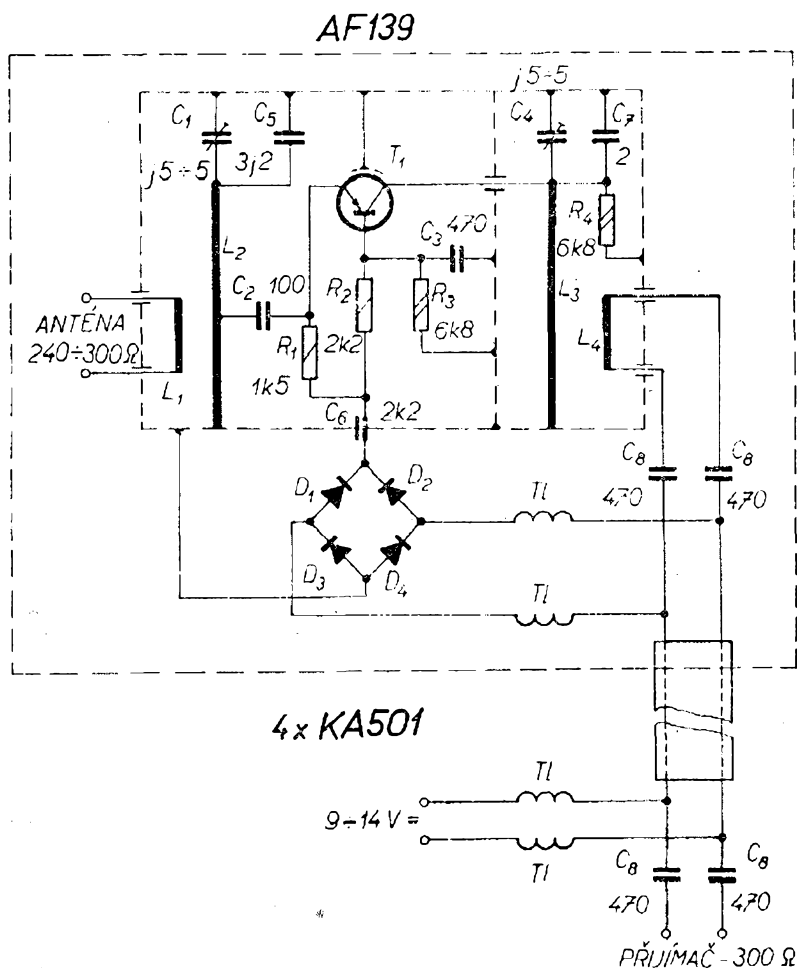 AF139
j5÷5
C1
C5
C4
C7
T1
3j2
2
j5÷5
R4
C3
470
6k8
L2
C2
100
R2
R3
L3
ANTÉNA
240÷300Ω
R1
2k2
6k8
L4
L1
1k5
C6
2k2
C8
C8
D1
D2
Tl
470
470
D3
D4
Tl
4x KA501
Tl
9÷14 V =
C8
C8
Tl
470
470
PŘIJÍMAČ - 300 Ω